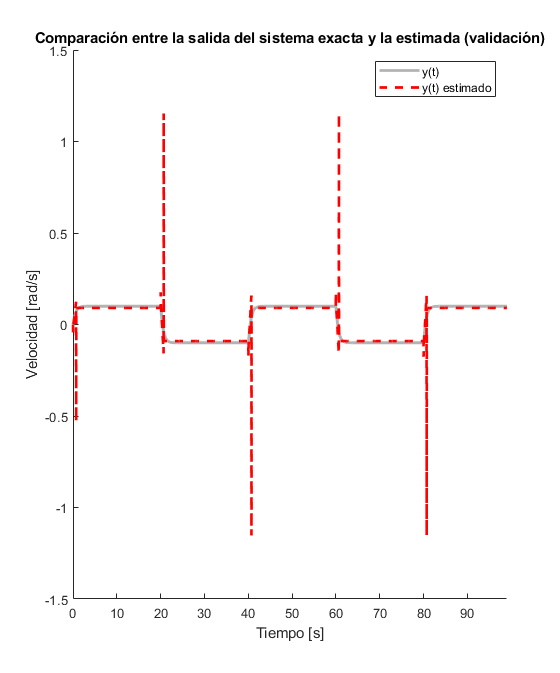 Comparación entre la salida del sistema exacta y la estimada (validación)
y(t)
y(t) estimado
Velocidad [rad/s]
1.5
1
0.5
0
-0.5
-1
-1.5
0 10 20 30 40 50 60 70 80 90
Tiempo [s]